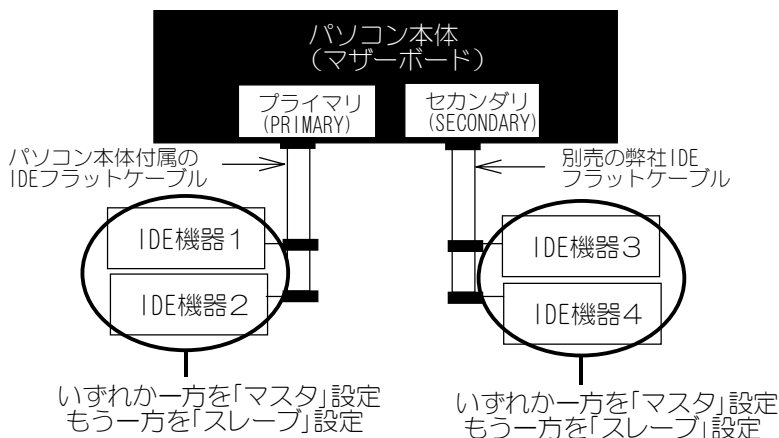 パソコン本体
（マザーボード）
プライマリ
(PRIMARY)
セカンダリ
(SECONDARY)
パソコン本体付属の
IDEフラットケーブル
別売の弊社IDE
フラットケーブル
IDE機器1
IDE機器2
IDE機器3
IDE機器4
いずれか一方を「マスタ」設定
もう一方を「スレーブ」設定
いずれか一方を「マスタ」設定
もう一方を「スレーブ」設定